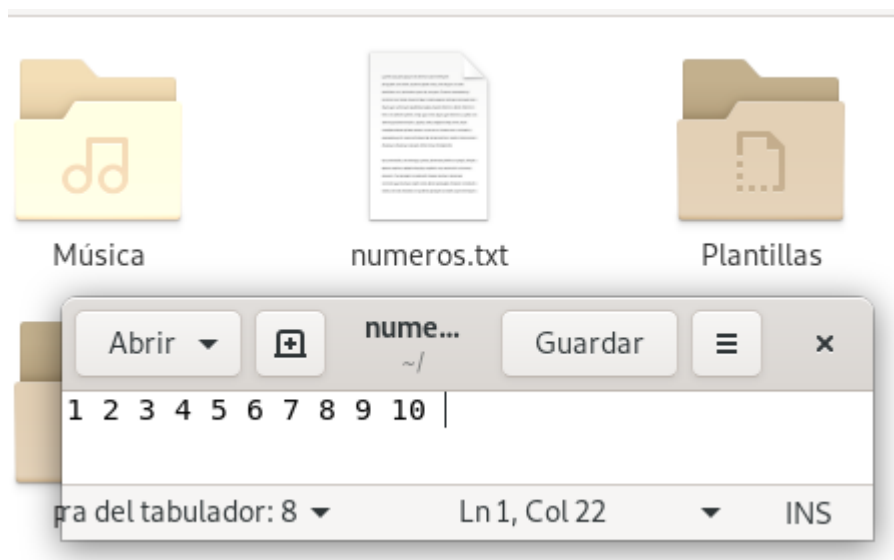 Música
numeros.txt
Plantillas
Abrir
nume...
Guardar
~/
1 2 3 4 5 6 7 8 9 10
ra del tabulador: 8
Ln 1, Col 22
INS